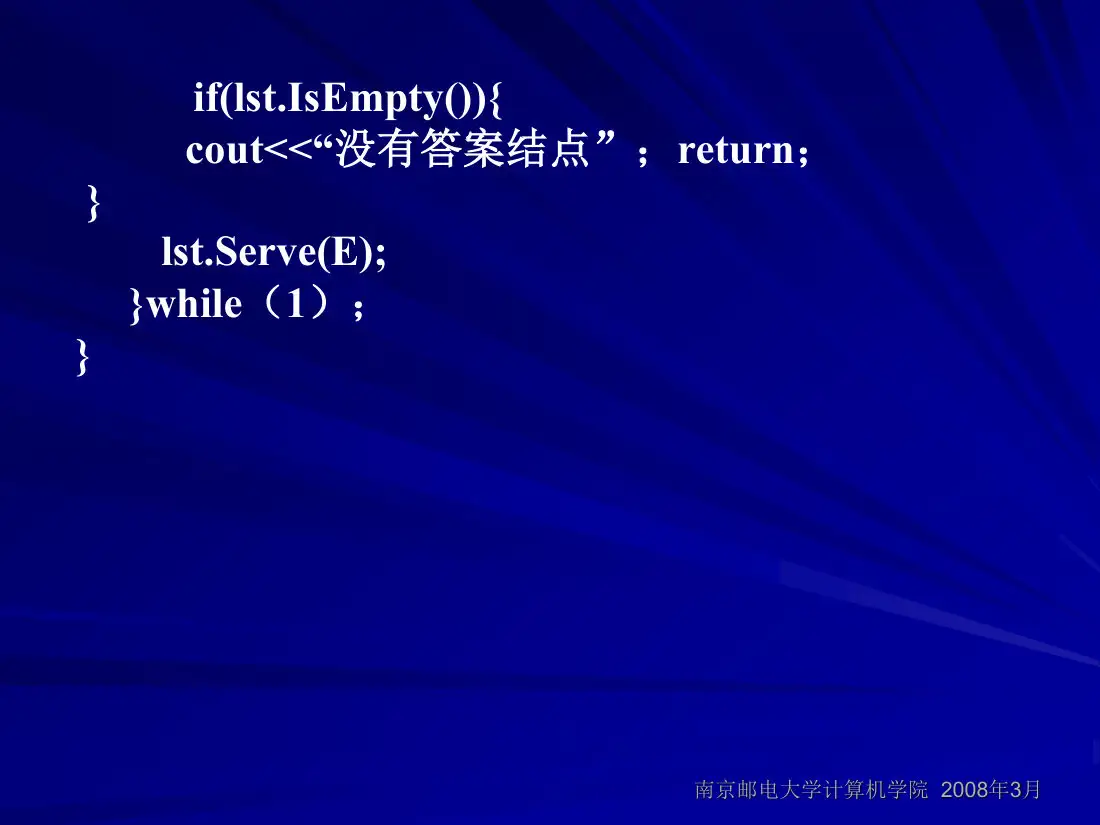 if(lst.IsEmpty()){
cout<<“没有答案结点”；return；
}
lst.Serve(E);
}while（1）；
}
南京邮电大学计算机学院 2008年3月